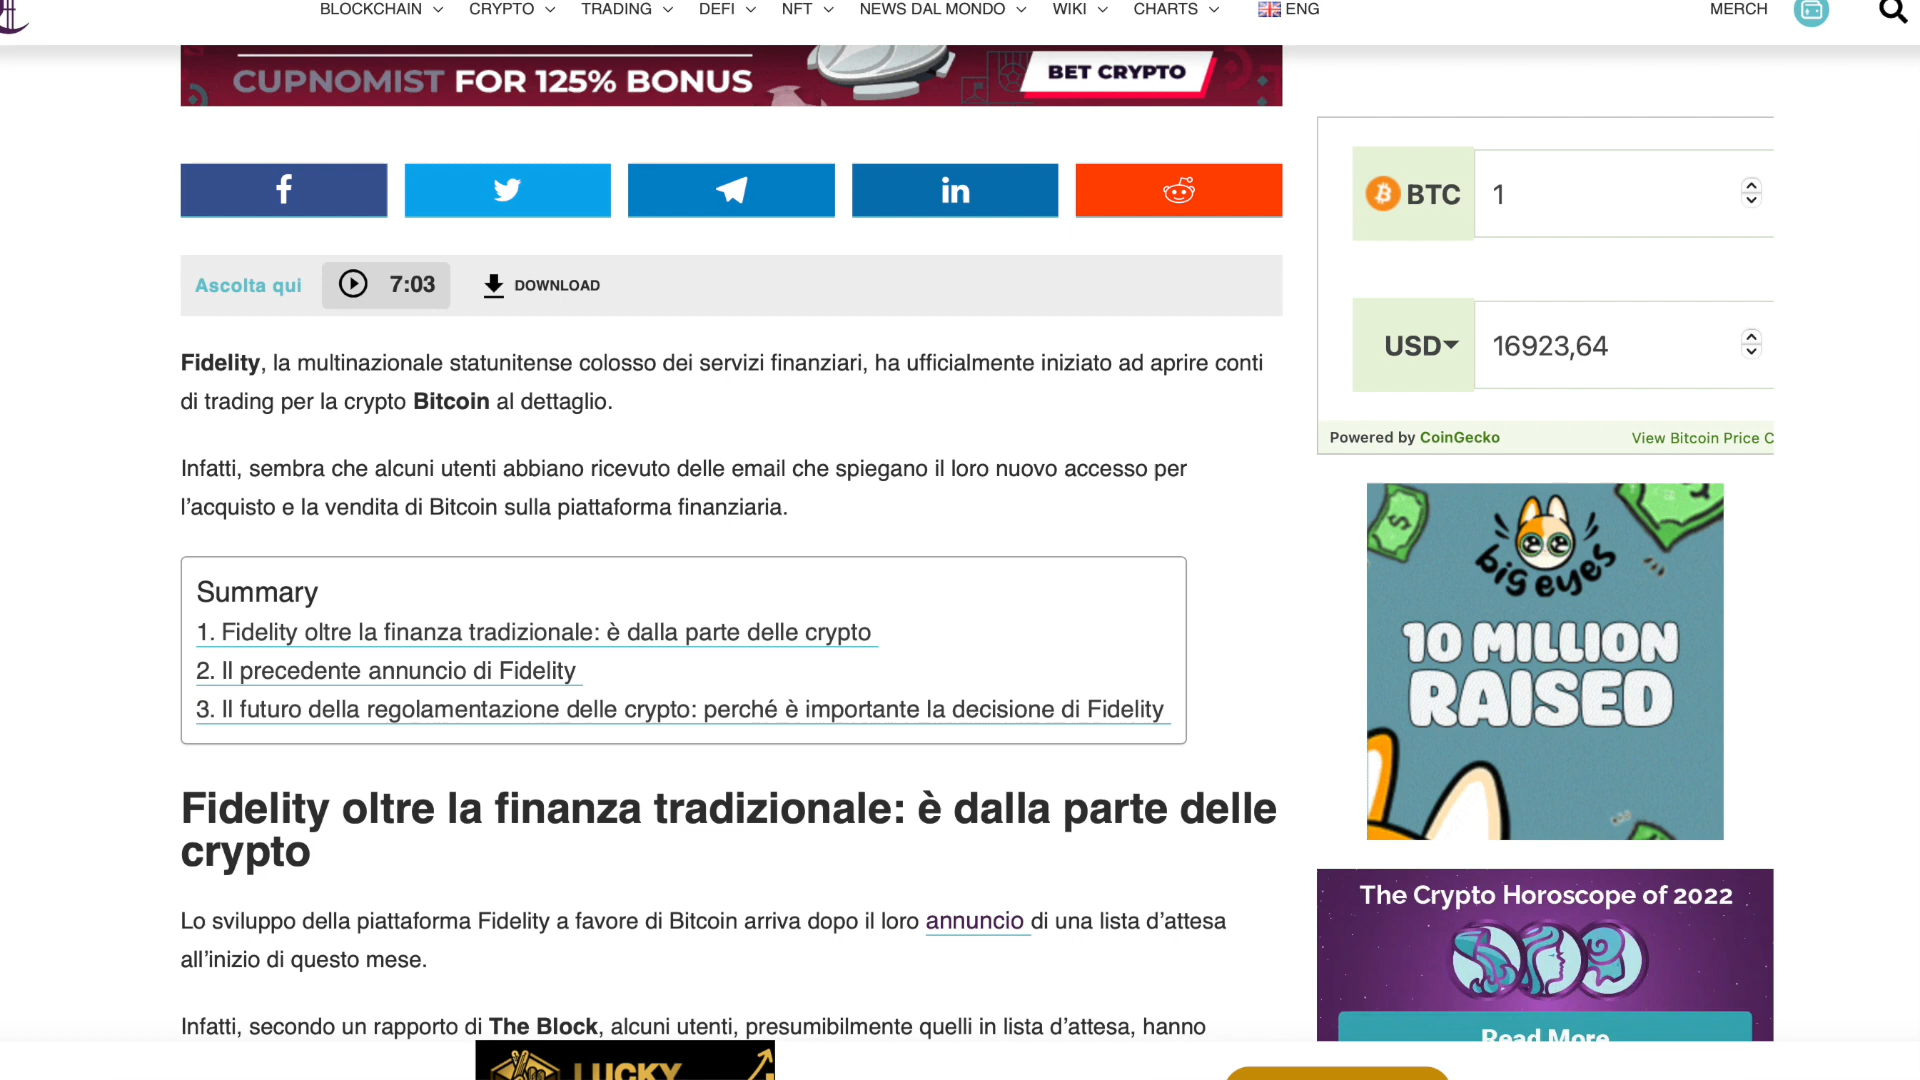 BLOCKCHAIN CRYPTO TRADING DEFI NFT NEWS DAL MONDO WIKI CHARTS ENG MERCH
CUPNOMIST FOR 125% BONUS
BET CRYPTO
Ascolta qui 7:03 DOWNLOAD
Fidelity, la multinazionale statunitense colosso dei servizi finanziari, ha ufficialmente iniziato ad aprire conti
di trading per la crypto Bitcoin al dettaglio.
Infatti, sembra che alcuni utenti abbiano ricevuto delle email che spiegano il loro nuovo accesso per
l’acquisto e la vendita di Bitcoin sulla piattaforma finanziaria.
Summary
1. Fidelity oltre la finanza tradizionale: è dalla parte delle crypto
2. Il precedente annuncio di Fidelity
3. Il futuro della regolamentazione delle crypto: perché è importante la decisione di Fidelity
Fidelity oltre la finanza tradizionale: è dalla parte delle
crypto
Lo sviluppo della piattaforma Fidelity a favore di Bitcoin arriva dopo il loro annuncio di una lista d’attesa
all’inizio di questo mese.
Infatti, secondo un rapporto di The Block, alcuni utenti, presumibilmente quelli in lista d’attesa, hanno
BTC 1
USD 16923,64
Powered by CoinGecko
View Bitcoin Price C
big eyes
10 MILLION
RAISED
The Crypto Horoscope of 2022
Read More
LUCKY